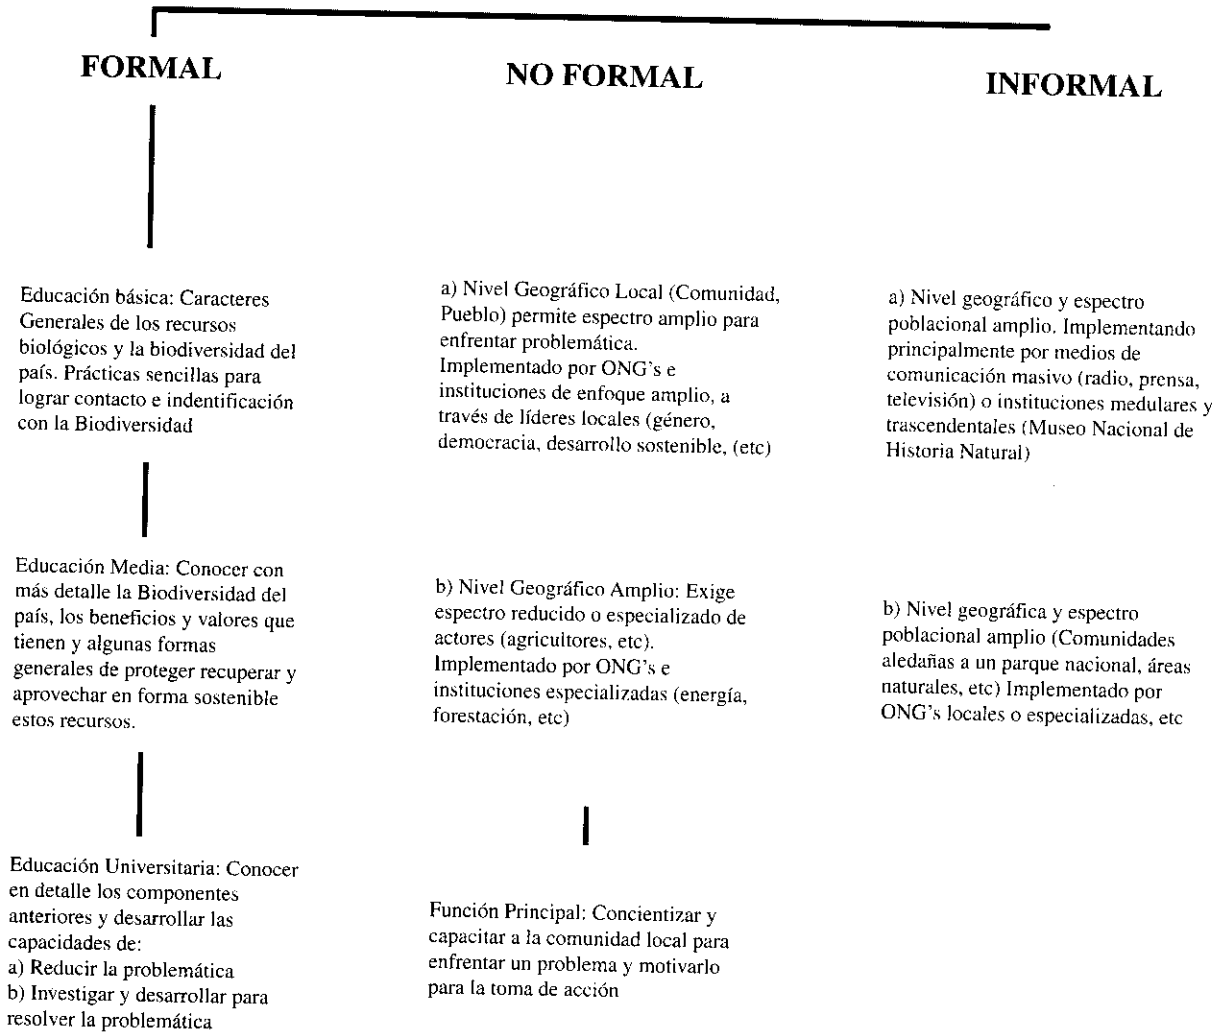 FORMAL
NO FORMAL
INFORMAL
Educación básica: Caracteres
Generales de los recursos
biológicos y la biodiversidad del
país. Prácticas sencillas para
lograr contacto e indentificación
con la Biodiversidad
Educación Media: Conocer con
más detalle la Biodiversidad del
país, los beneficios y valores que
tienen y algunas formas
generales de proteger recuperar y
aprovechar en forma sostenible
estos recursos.
Educación Universitaria: Conocer
en detalle los componentes
anteriores y desarrollar las
capacidades de:
a) Reducir la problemática
b) Investigar y desarrollar para
resolver la problemática
a) Nivel Geográfico Local (Comunidad,
Pueblo) permite espectro amplio para
enfrentar problemática.
Implementado por ONG's e
instituciones de enfoque amplio, a
través de líderes locales (género,
democracia, desarrollo sostenible, (etc)
b) Nivel Geográfico Amplio: Exige
espectro reducido o especializado de
actores (agricultores, etc).
Implementado por ONG's e
instituciones especializadas (energía,
forestación, etc)
Función Principal: Concientizar y
capacitar a la comunidad local para
enfrentar un problema y motivarlo
para la toma de acción
a) Nivel geográfico y espectro
poblacional amplio. Implementando
principalmente por medios de
comunicación masivo (radio, prensa,
televisión) o instituciones medulares y
trascendentales (Museo Nacional de
Historia Natural)
b) Nivel geográfica y espectro
poblacional amplio (Comunidades
aledañas a un parque nacional, áreas
naturales, etc) Implementado por
ONG's locales o especializadas, etc